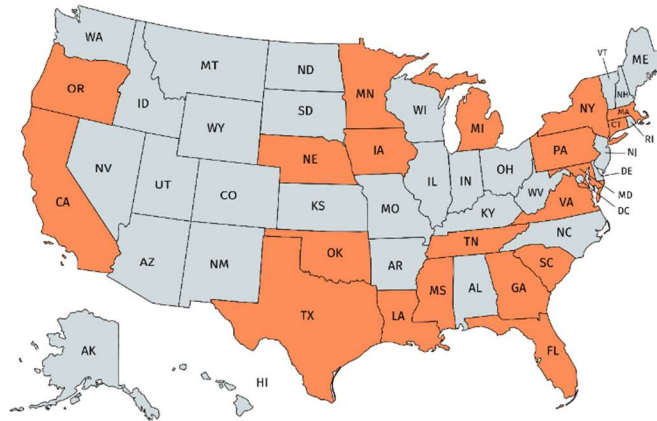 WA
MT
ND
MN
OR
ID
SD
WI
MI
WY
NE
IA
NV
UT
CO
IL
IN
OH
PA
NY
VT
NH
ME
MA
CT
RI
NJ
DE
MD
DC
CA
KS
MO
KY
WV
VA
AZ
NM
OK
AR
TN
NC
SC
TX
LA
MS
AL
GA
FL
AK
HI